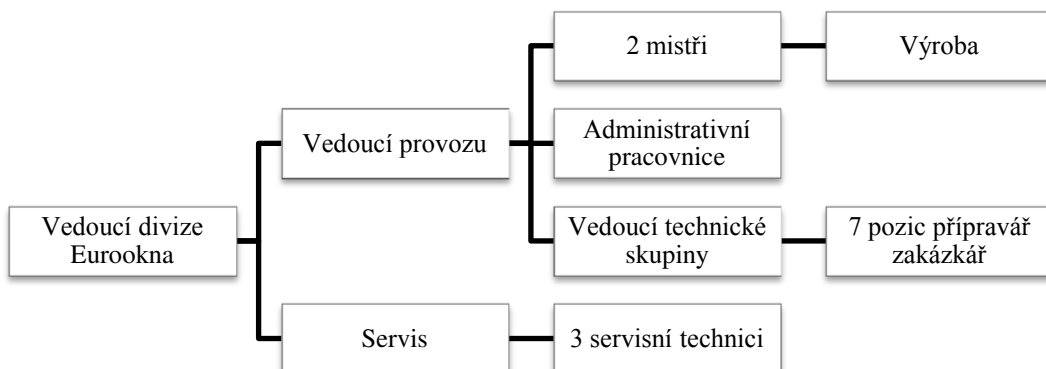 2 mistři
Výroba
Vedoucí provozu
Administrativní
pracovnice
Vedoucí divize
Eurookna
Vedoucí technické
skupiny
7 pozic přípravář
zakázkář
Servis
3 servisní technici